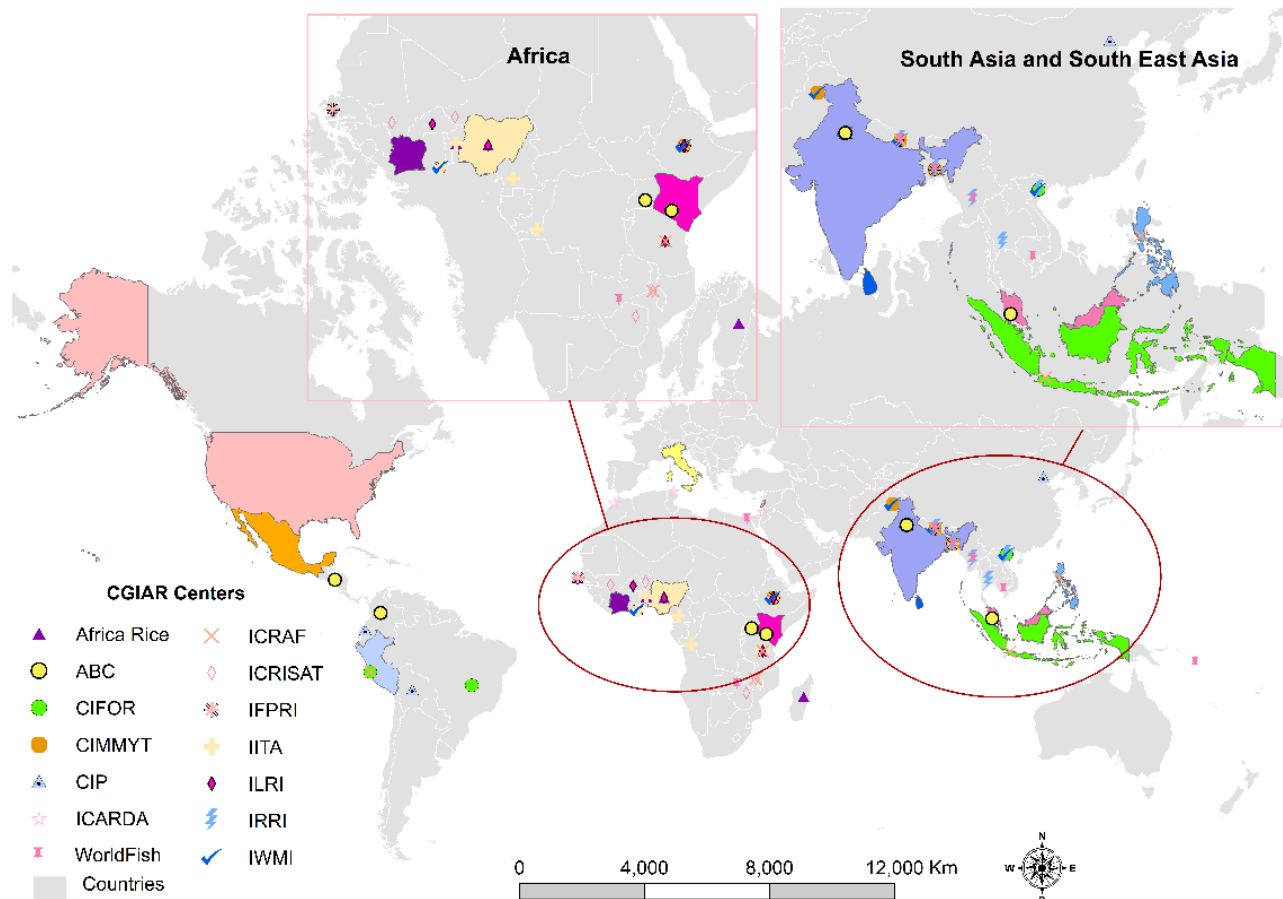 Africa
South Asia and South East Asia
CGIAR Centers
Africa Rice
ABC
CIFOR
CIMMYT
CIP
ICARDA
WorldFish
Countries
ICRAF
ICRISAT
IFPRI
IITA
ILRI
IRRI
IWMI
0 4,000 8,000 12,000 Km
N
W E